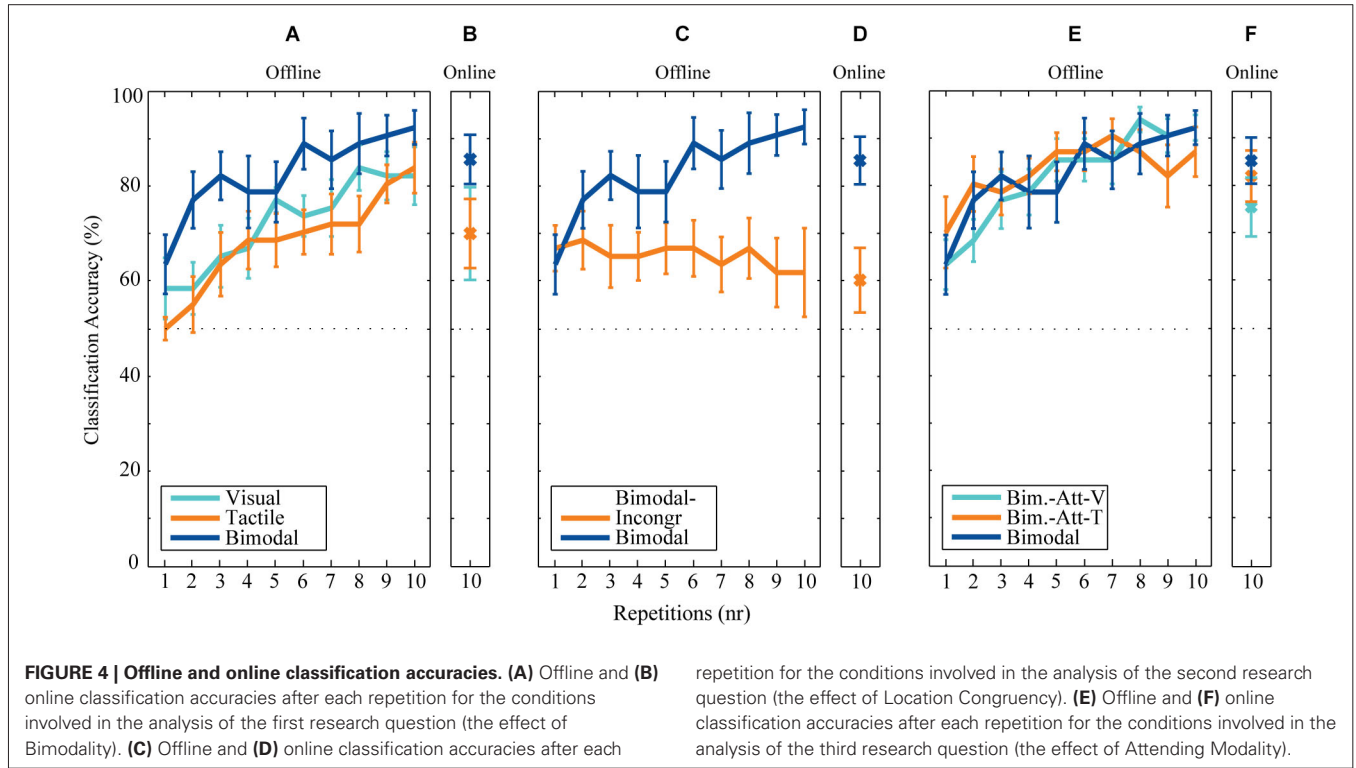 A
B
C
D
E
F
Offline
Online
Offline
Online
Offline
Online
Classification Accuracy (%)
100
80
60
40
20
0
Visual
Tactile
Bimodal
Bimodal-
Incongr
Bimodal
Bim.-Att-V
Bim.-Att-T
Bimodal
1 2 3 4 5 6 7 8 9 10
10
1 2 3 4 5 6 7 8 9 10
10
1 2 3 4 5 6 7 8 9 10
10
Repetitions (nr)
FIGURE 4 | Offline and online classification accuracies. (A) Offline and (B)
online classification accuracies after each repetition for the conditions
involved in the analysis of the first research question (the effect of
Bimodality). (C) Offline and (D) online classification accuracies after each
repetition for the conditions involved in the analysis of the second research
question (the effect of Location Congruency). (E) Offline and (F) online
classification accuracies after each repetition for the conditions involved in the
analysis of the third research question (the effect of Attending Modality).